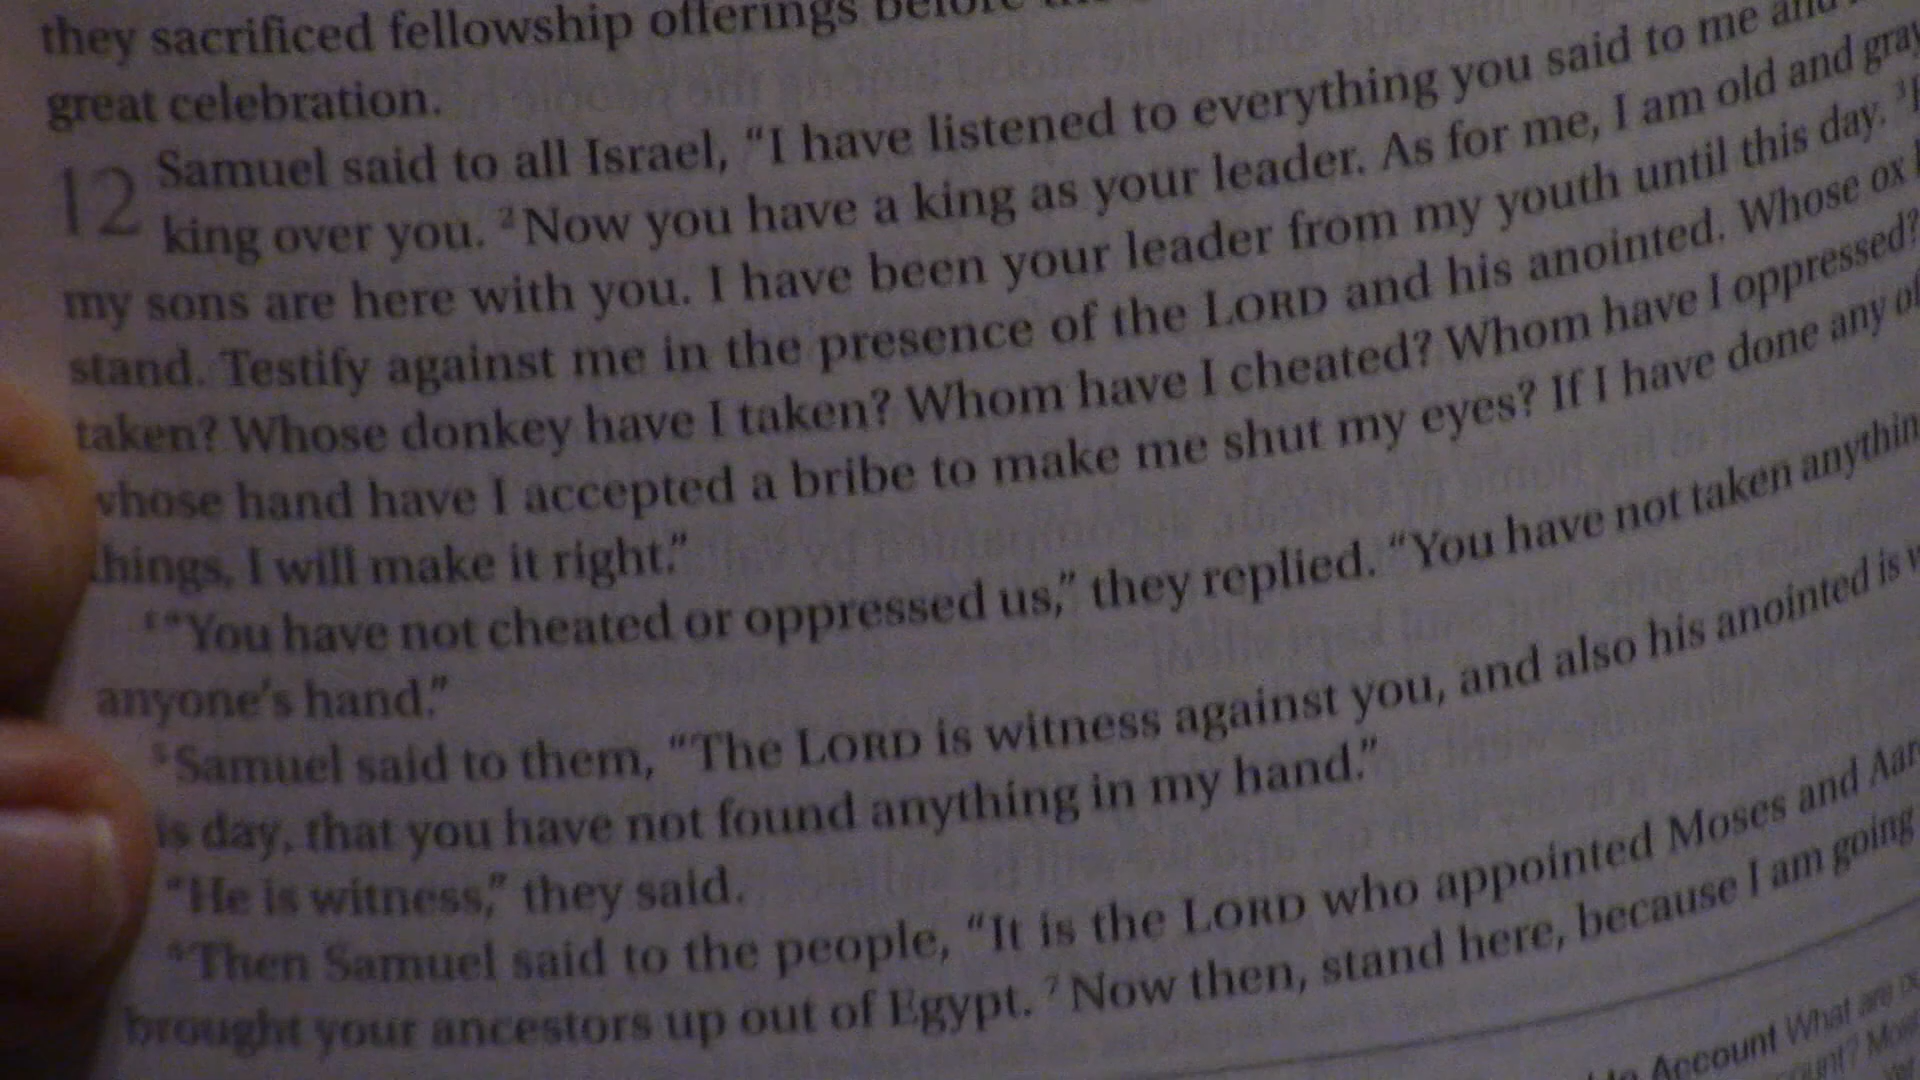 they sacrificed fellowship offerings before
great celebration.
12 Samuel said to all Israel, “I have listened to everything you said to me and
king over you. ²Now you have a king as your leader. As for me, I am old and gray
my sons are here with you. I have been your leader from my youth until this day. ³
stand. Testify against me in the presence of the LORD and his anointed. Whose ox
taken? Whose donkey have I taken? Whom have I cheated? Whom have I oppressed?
whose hand have I accepted a bribe to make me shut my eyes? If I have done any of
things, I will make it right.”
“You have not cheated or oppressed us,” they replied. “You have not taken
anyone’s hand.”
⁵Samuel said to them, “The LORD is witness against you, and also his anointed is
is day, that you have not found anything in my hand.”
“He is witness,” they said.
⁶Then Samuel said to the people, “It is the LORD who appointed Moses and
brought your ancestors up out of Egypt. ⁷Now then, stand here, because I am going
Account What are